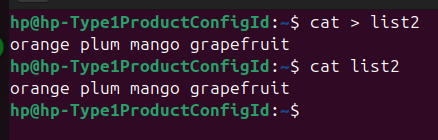 hp@hp-Type1ProductConfigId:~$ cat > list2
orange plum mango grapefruit
hp@hp-Type1ProductConfigId:~$ cat list2
orange plum mango grapefruit
hp@hp-Type1ProductConfigId:~$